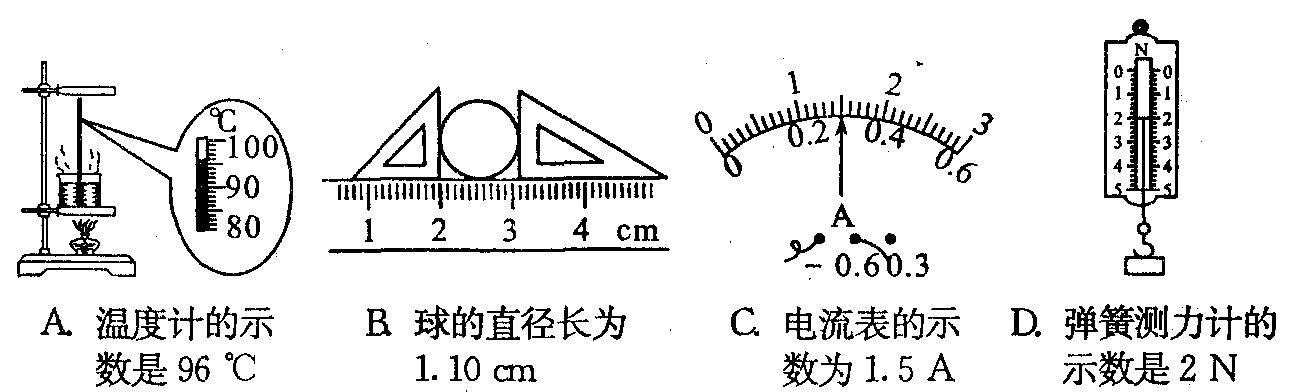 ℃
100
90
80
1 2 3 4 cm
0 1 2 3
0 0.2 0.4 0.6
A
- 0.6 0.3
N
0 0
1 1
2 2
3 3
4 4
5 5
A. 温度计的示
数是 96 ℃
B. 球的直径长为
1.10 cm
C. 电流表的示
数为 1.5 A
D. 弹簧测力计的
示数是 2 N